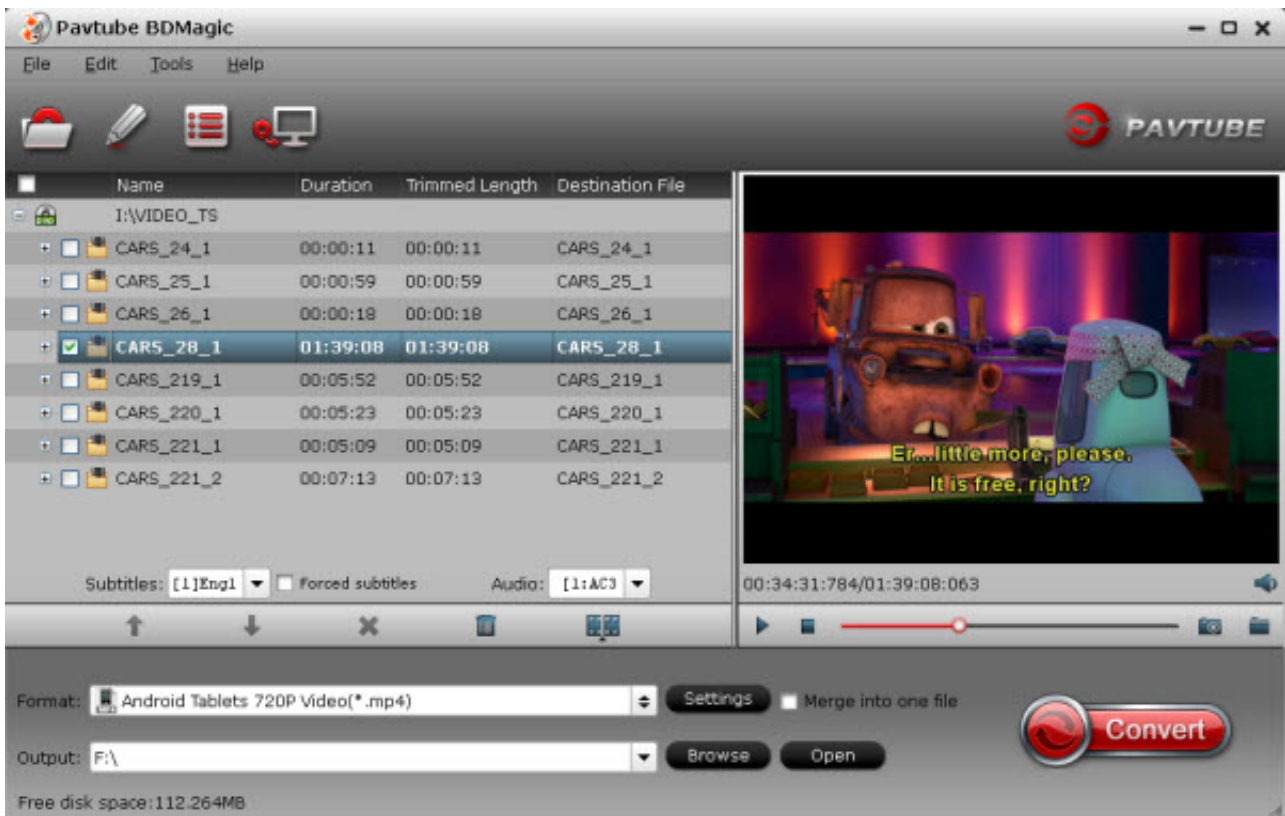 Pavtube BDMagic
File Edit Tools Help
PAVTUBE
Name Duration Trimmed Length Destination File
I:\VIDEO_TS
CARS_24_1 00:00:11 00:00:11 CARS_24_1
CARS_25_1 00:00:59 00:00:59 CARS_25_1
CARS_26_1 00:00:18 00:00:18 CARS_26_1
CARS_28_1 01:39:08 01:39:08 CARS_28_1
CARS_219_1 00:05:52 00:05:52 CARS_219_1
CARS_220_1 00:05:23 00:05:23 CARS_220_1
CARS_221_1 00:05:09 00:05:09 CARS_221_1
CARS_221_2 00:07:13 00:07:13 CARS_221_2
Er...little more, please.
It is free, right?
Subtitles: [1]Engl Forced subtitles Audio: [1:AC3
00:34:31:784/01:39:08:063
Format: Android Tablets 720P Video(*.mp4) Settings Merge into one file
Convert
Output: F:\ Browse Open
Free disk space:112.264MB